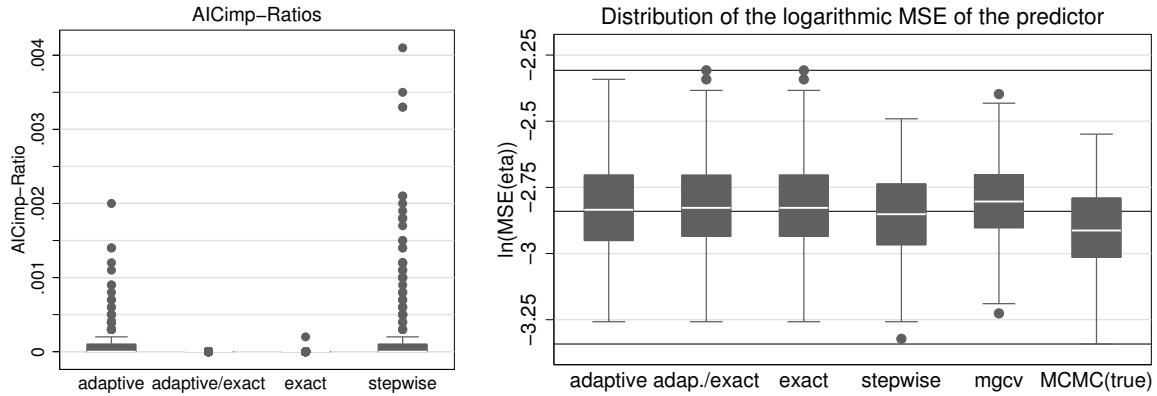 AICimp−Ratios
AICimp−Ratio
.004
.003
.002
.001
0
adaptive adaptive/exact exact stepwise
Distribution of the logarithmic MSE of the predictor
ln(MSE(eta))
−2.25
−2.5
−2.75
−3
−3.25
adaptive adap./exact exact stepwise mgcv MCMC(true)